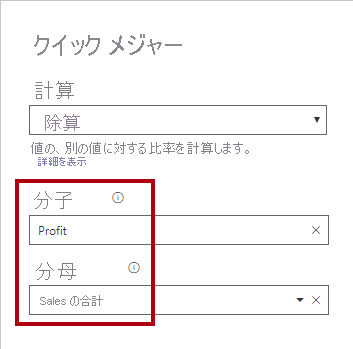 クイック メジャー
計算
除算
値の、別の値に対する比率を計算します。
詳細を表示
分子
Profit
分母
Sales の合計